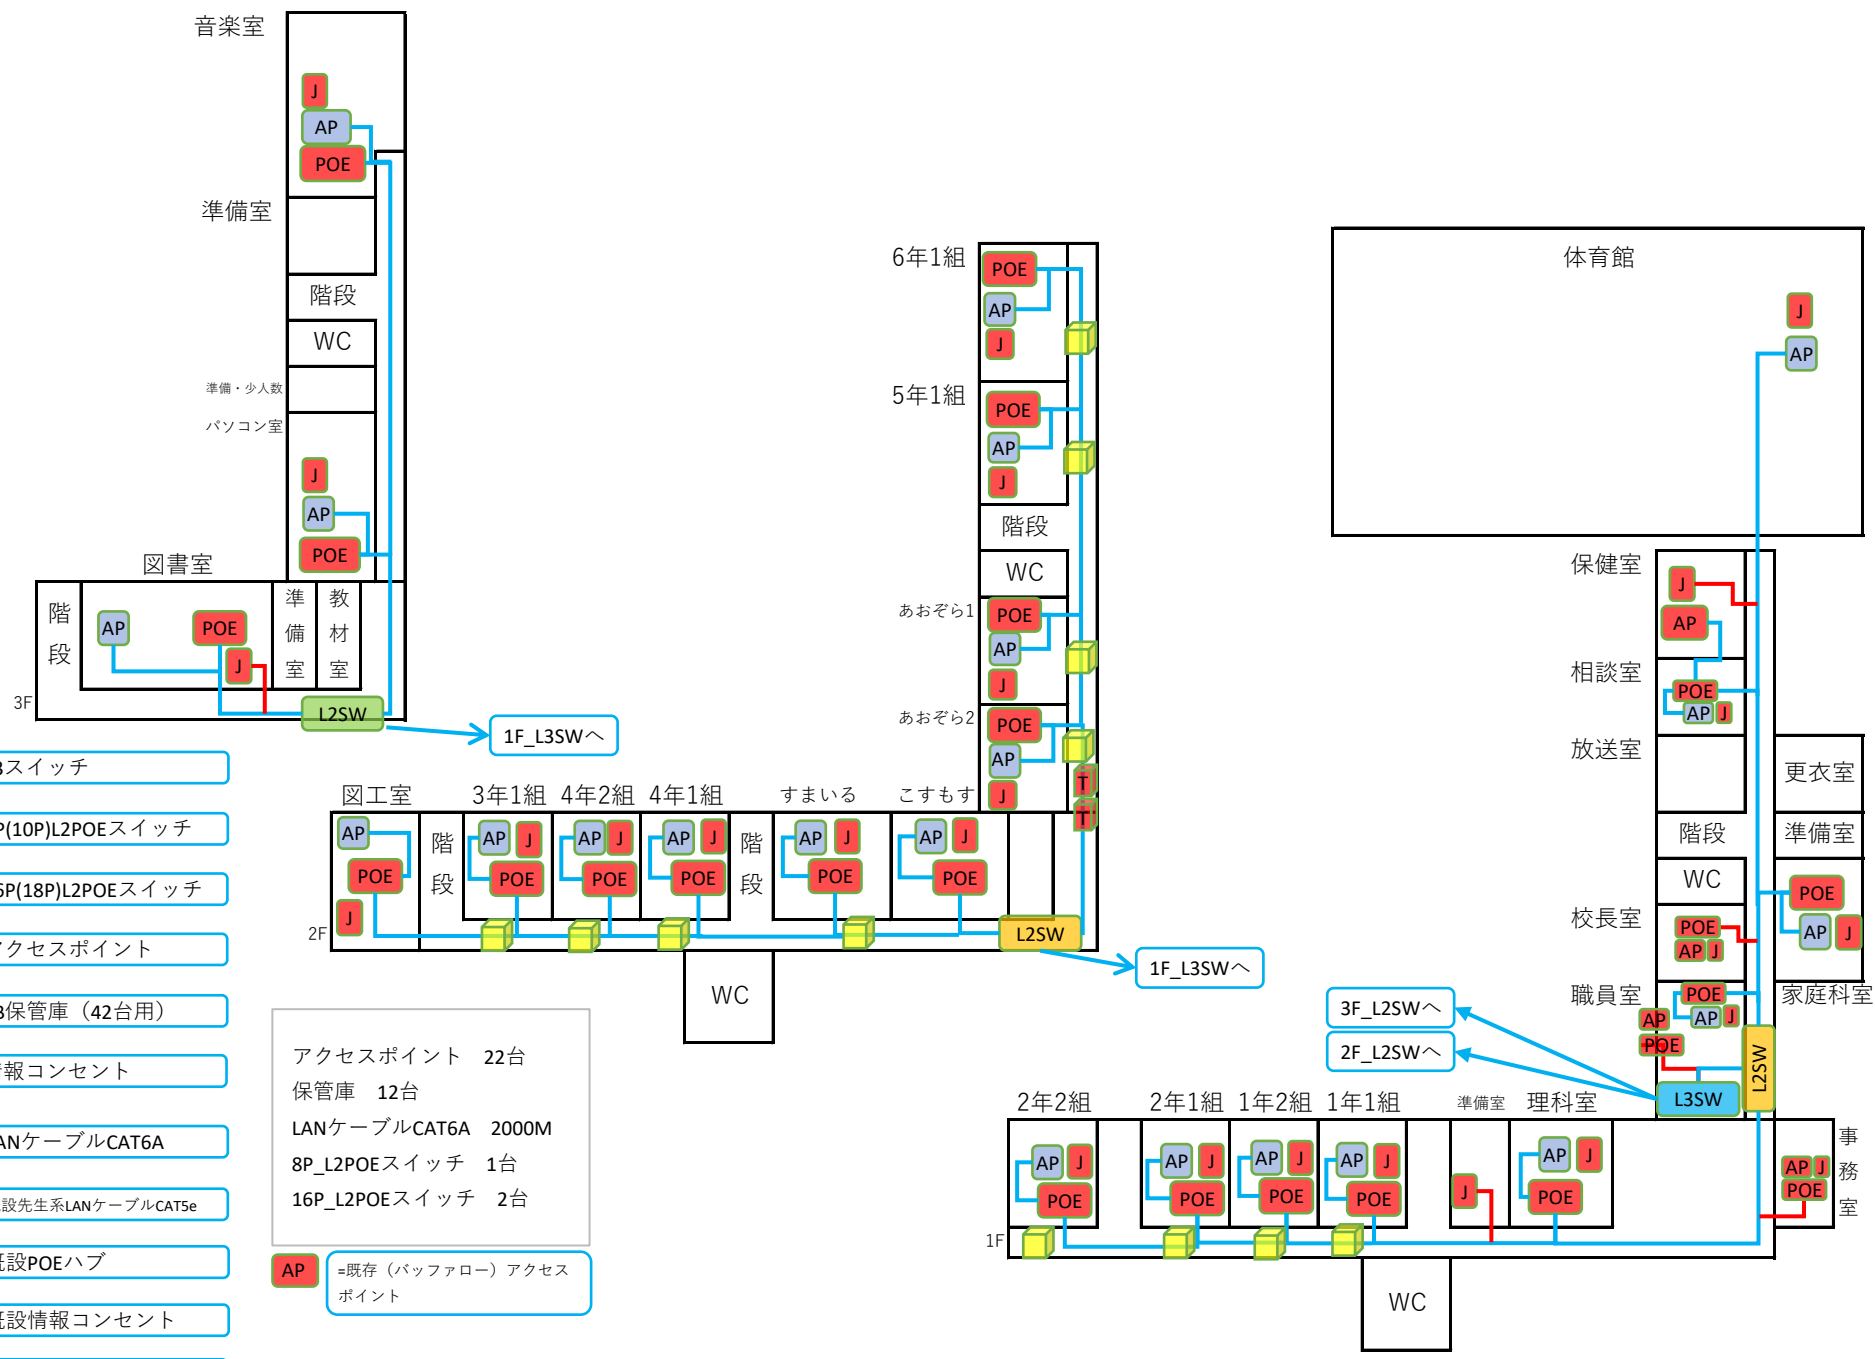 音楽室
J
AP
POE
準備室
階段
WC
準備・少人数
パソコン室
J
AP
POE
図書室
階段
AP
POE
J
準備室
教材室
3F
L2SW
1F_L3SWへ
6年1組
POE
AP
J
5年1組
POE
AP
J
階段
WC
あおぞら1
POE
AP
J
あおぞら2
POE
AP
J
T
T
図工室
AP
POE
J
階段
3年1組
AP
J
POE
4年2組
AP
J
POE
4年1組
AP
J
POE
階段
すまいる
AP
J
POE
こすもす
AP
J
POE
2F
L2SW
1F_L3SWへ
WC
体育館
J
AP
保健室
J
AP
相談室
POE
AP
J
放送室
更衣室
階段
準備室
WC
POE
AP
J
家庭科室
校長室
POE
AP
J
職員室
POE
AP
J
AP
POE
L2SW
L3SW
3F_L2SWへ
2F_L2SWへ
2年2組
AP
J
POE
2年1組
AP
J
POE
1年2組
AP
J
POE
1年1組
AP
J
POE
準備室
J
理科室
AP
J
POE
事務室
AP
J
POE
1F
WC
スイッチ
(10P)L2POEスイッチ
6P(18P)L2POEスイッチ
アクセスポイント
保管庫（42台用）
報コンセント
ANケーブルCAT6A
設先生系LANケーブルCAT5e
既設POEハブ
既設情報コンセント
アクセスポイント 22台
保管庫 12台
LANケーブルCAT6A 2000M
8P_L2POEスイッチ 1台
16P_L2POEスイッチ 2台
AP
=既存（バッファロー）アクセス
ポイント